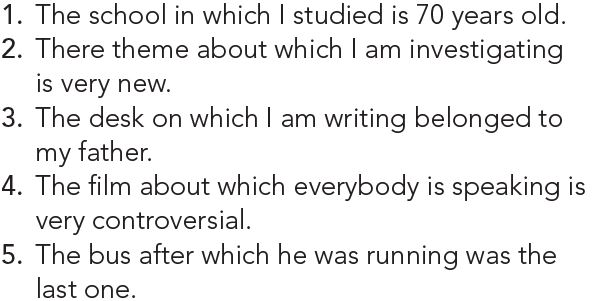 1. The school in which I studied is 70 years old.
2. There theme about which I am investigating
is very new.
3. The desk on which I am writing belonged to
my father.
4. The film about which everybody is speaking is
very controversial.
5. The bus after which he was running was the
last one.